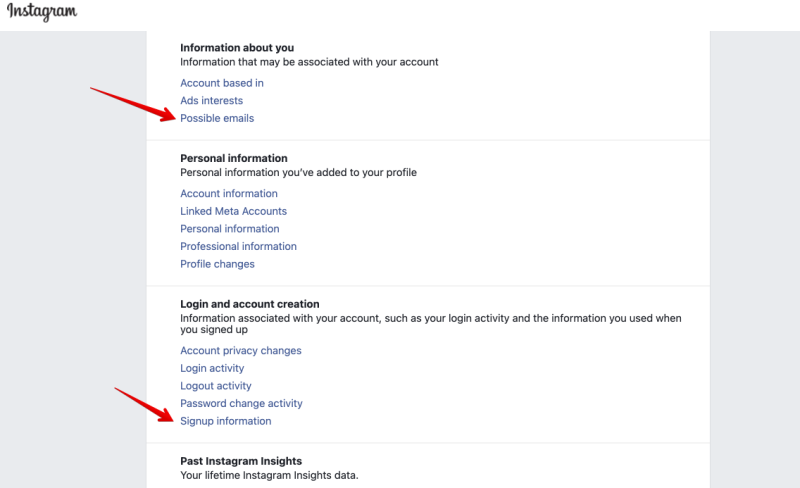 Instagram
Information about you
Information that may be associated with your account
Account based in
Ads interests
Possible emails
Personal information
Personal information you've added to your profile
Account information
Linked Meta Accounts
Personal information
Professional information
Profile changes
Login and account creation
Information associated with your account, such as your login activity and the information you used when
you signed up
Account privacy changes
Login activity
Logout activity
Password change activity
Signup information
Past Instagram Insights
Your lifetime Instagram Insights data.